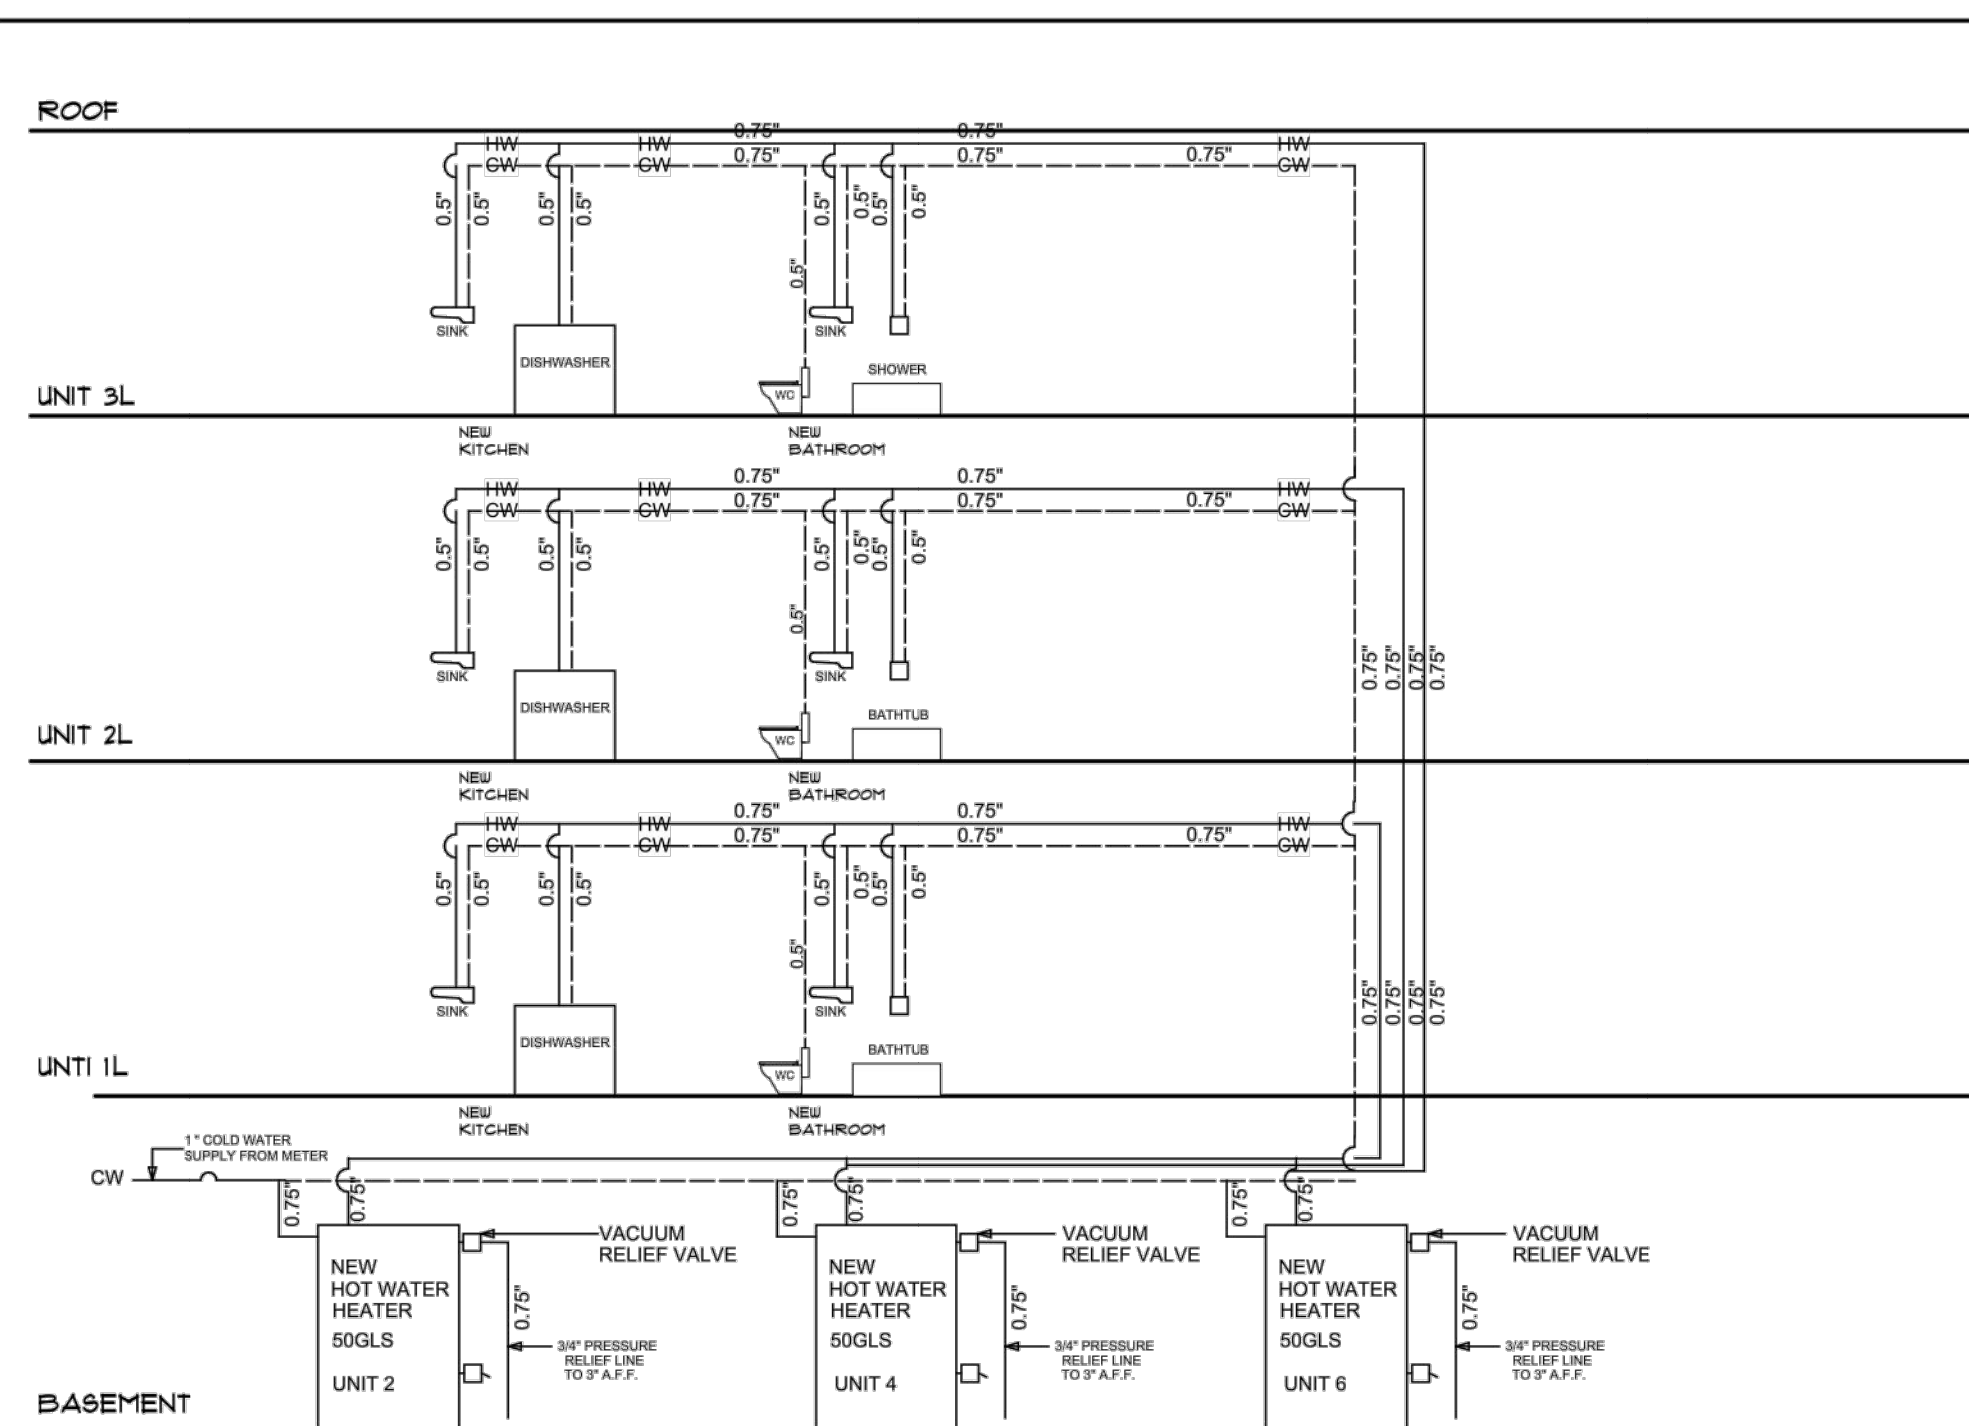 ROOF
0.75" 0.75"
HW HW HW
CW CW 0.75" 0.75" 0.75" CW
0.5" 0.5" 0.5" 0.5" 0.5" 0.5" 0.5" 0.5"
0.5"
SINK SINK
DISHWASHER
SHOWER
WC
UNIT 3L
NEW NEW
KITCHEN BATHROOM
0.75" 0.75"
HW HW HW
CW CW 0.75" 0.75" 0.75" CW
0.5" 0.5" 0.5" 0.5" 0.5" 0.5" 0.5" 0.5"
0.5"
0.75" 0.75" 0.75" 0.75"
SINK SINK
DISHWASHER
BATHTUB
WC
UNIT 2L
NEW NEW
KITCHEN BATHROOM
0.75" 0.75"
HW HW HW
CW CW 0.75" 0.75" 0.75" CW
0.5" 0.5" 0.5" 0.5" 0.5" 0.5" 0.5" 0.5"
0.5"
0.75" 0.75" 0.75" 0.75"
SINK SINK
DISHWASHER
BATHTUB
WC
UNTI 1L
NEW NEW
KITCHEN BATHROOM
1" COLD WATER
SUPPLY FROM METER
CW
0.75" 0.75" 0.75" 0.75" 0.75" 0.75"
VACUUM
RELIEF VALVE
VACUUM
RELIEF VALVE
VACUUM
RELIEF VALVE
NEW
HOT WATER
HEATER
50GLS
UNIT 2
0.75"
3/4" PRESSURE
RELIEF LINE
TO 3" A.F.F.
NEW
HOT WATER
HEATER
50GLS
UNIT 4
0.75"
3/4" PRESSURE
RELIEF LINE
TO 3" A.F.F.
NEW
HOT WATER
HEATER
50GLS
UNIT 6
0.75"
3/4" PRESSURE
RELIEF LINE
TO 3" A.F.F.
BASEMENT